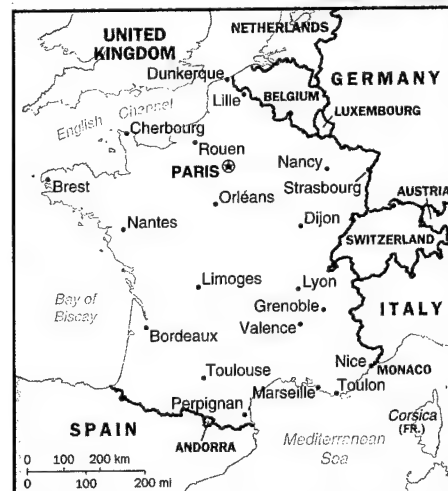 UNITED
KINGDOM
NETHERLANDS
Dunkerque
GERMANY
BELGIUM
Lille
LUXEMBOURG
English Channel
Cherbourg
Rouen
PARIS
Nancy
Strasbourg
Brest
Orléans
AUSTRIA
Nantes
Dijon
SWITZERLAND
Limoges
Lyon
Bay of
Biscay
Grenoble
ITALY
Bordeaux
Valence
Nice
MONACO
Toulouse
Marseille
Toulon
Perpignan
Corsica
(FR.)
SPAIN
ANDORRA
Mediterranean
Sea
0 100 200 km
0 100 200 mi